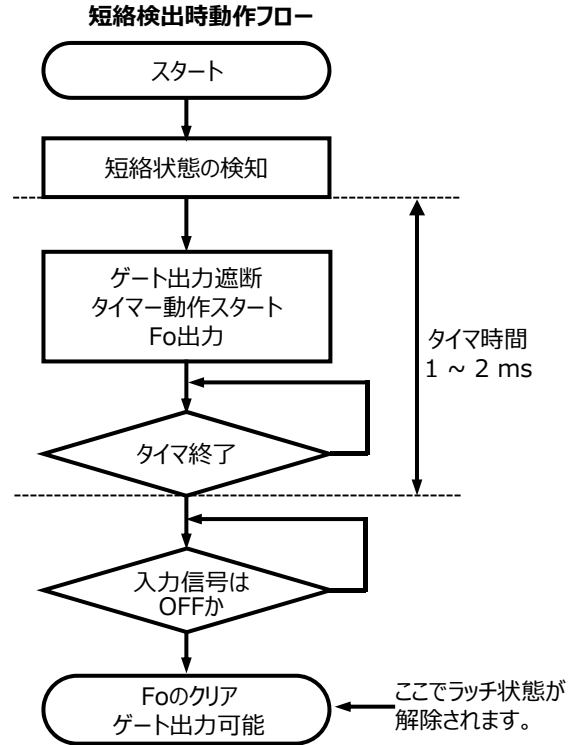 短絡検出時動作フロー
スタート
短絡状態の検知
ゲート出力遮断
タイマー動作スタート
Fo出力
タイマ時間
1 ~ 2 ms
タイマ終了
入力信号は
OFFか
Foのクリア
ゲート出力可能
ここでラッチ状態が
解除されます。